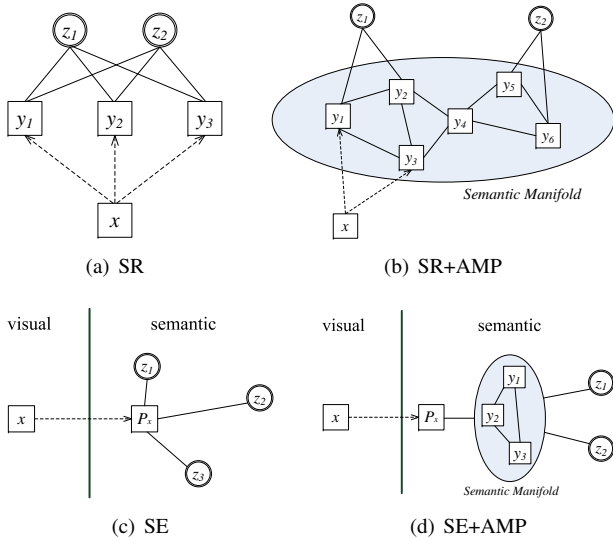 z1 z2
y1 y2 y3
x
(a) SR
z1 z2
y1 y2 y3 y4 y5 y6
Semantic Manifold
x
(b) SR+AMP
visual semantic
z1
z2
x Px
z3
(c) SE
visual semantic
y1
z1
x Px y2
z2
y3
Semantic Manifold
(d) SE+AMP